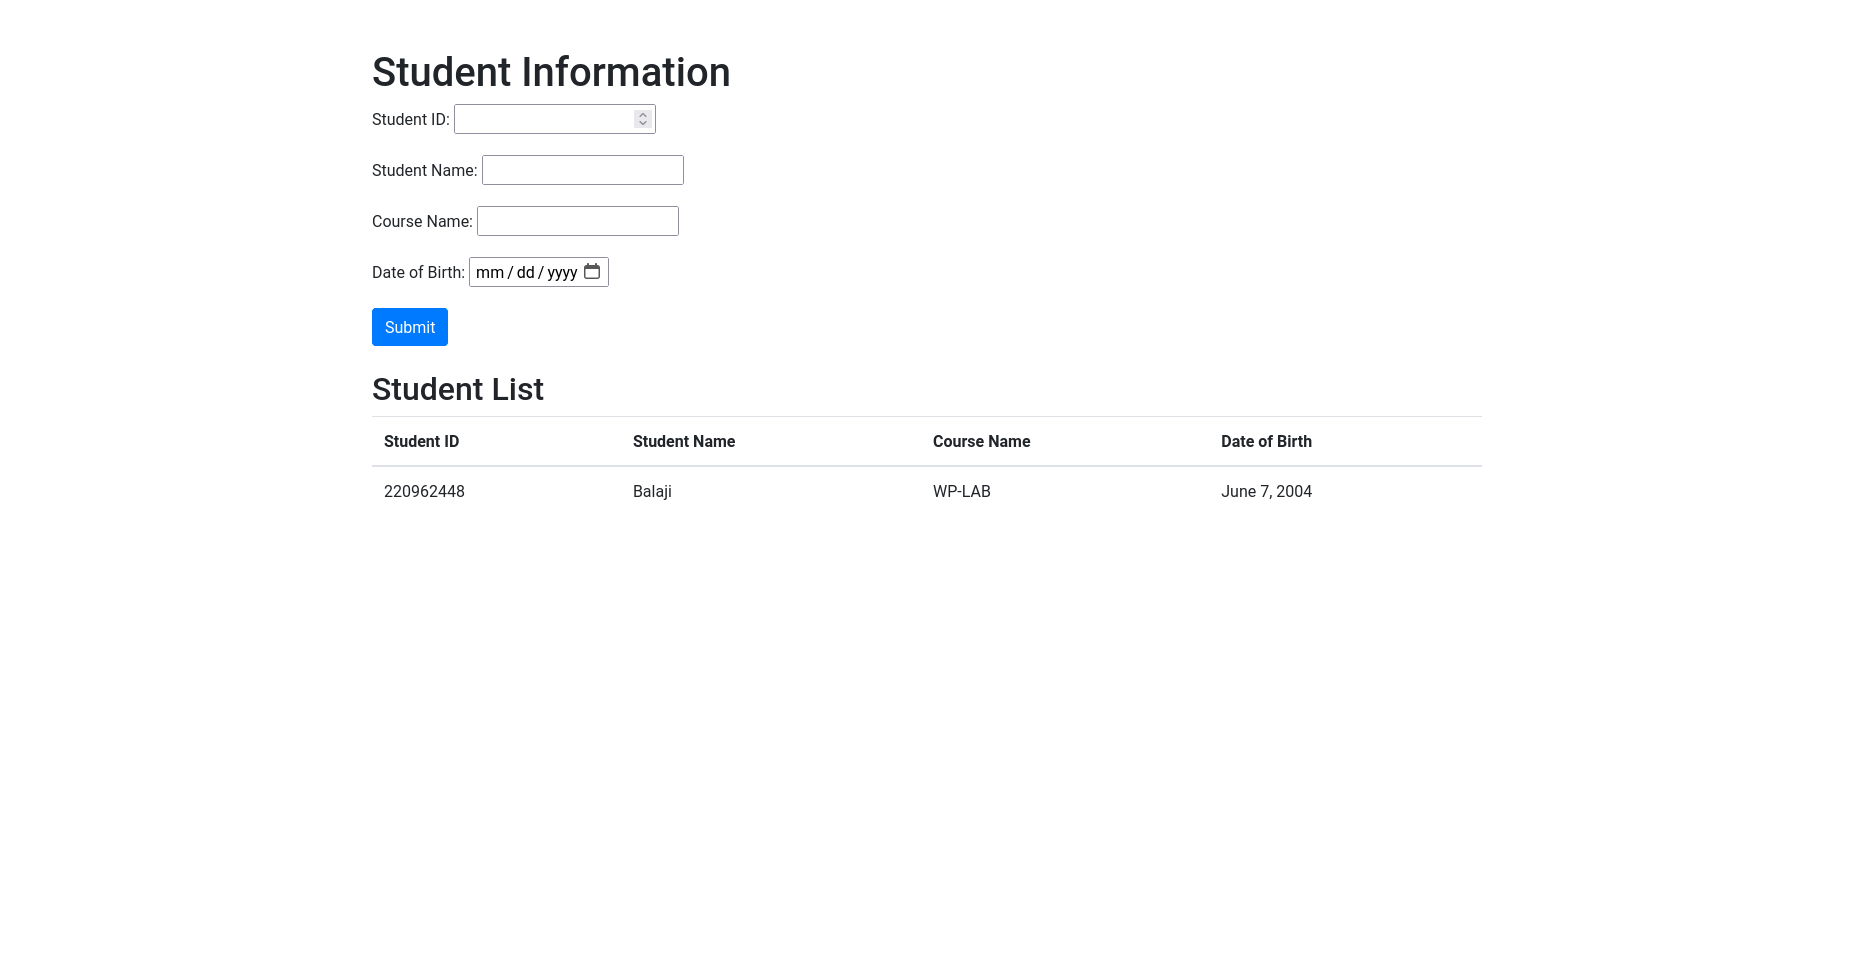 Student Information
Student ID:
Student Name:
Course Name:
Date of Birth: mm / dd / yyyy
Submit
Student List
Student ID Student Name Course Name Date of Birth
220962448 Balaji WP-LAB June 7, 2004